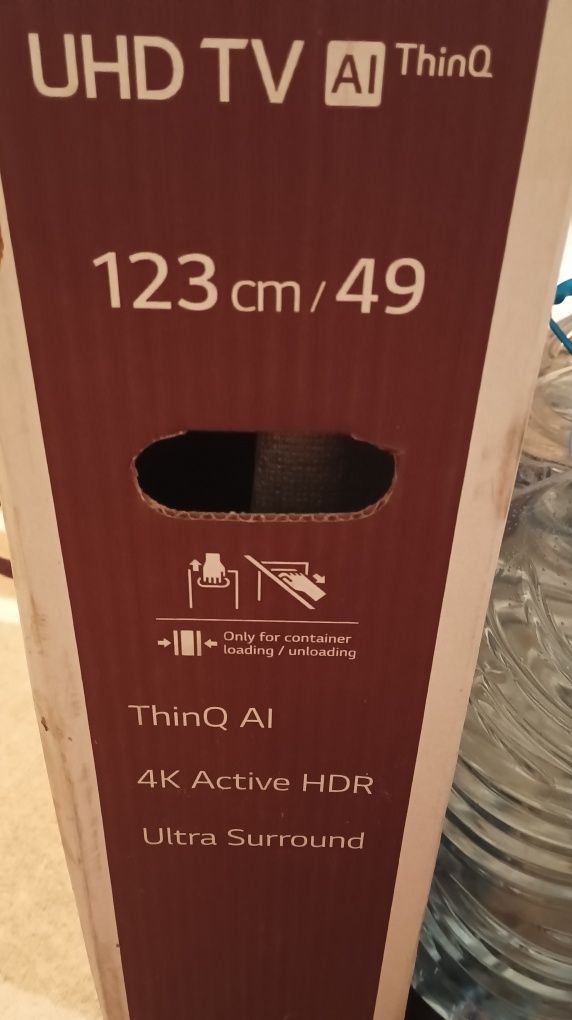 UHD TV AI ThinQ
123 cm / 49
Only for container
loading / unloading
ThinQ AI
4K Active HDR
Ultra Surround